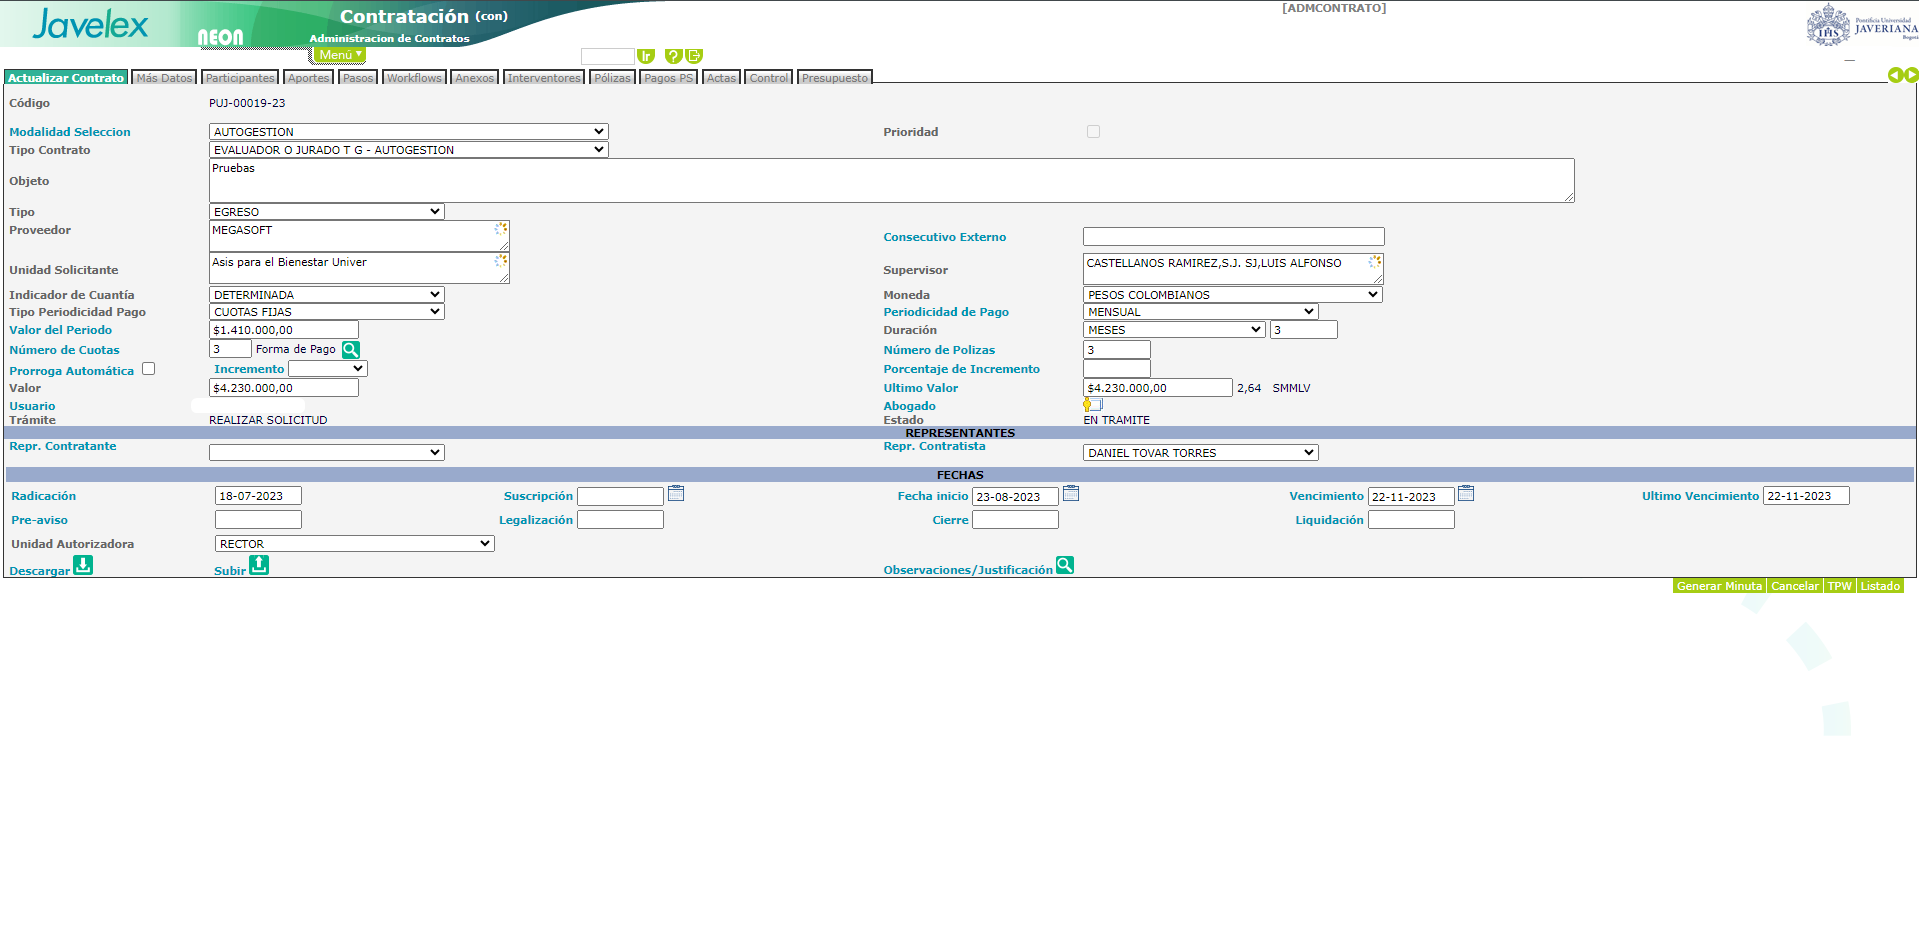 Javelex
NEON
Contratación (con)
Administracion de Contratos
[ADMCONTRATO]
Pontificia Universidad
JAVERIANA
Bogotá
Menú
Ir
?
Actualizar Contrato Más Datos Participantes Aportes Pasos Workflows Anexos Interventores Pólizas Pagos PS Actas Control Presupuesto
Código PUJ-00019-23
Modalidad Seleccion AUTOGESTION Prioridad
Tipo Contrato EVALUADOR O JURADO T G - AUTOGESTION
Objeto Pruebas
Tipo EGRESO
Proveedor MEGASOFT Consecutivo Externo
Unidad Solicitante Asis para el Bienestar Univer Supervisor CASTELLANOS RAMIREZ,S.J. SJ,LUIS ALFONSO
Indicador de Cuantía DETERMINADA Moneda PESOS COLOMBIANOS
Tipo Periodicidad Pago CUOTAS FIJAS Periodicidad de Pago MENSUAL
Valor del Periodo $1.410.000,00 Duración MESES 3
Número de Cuotas 3 Forma de Pago Número de Polizas 3
Prorroga Automática Incremento Porcentaje de Incremento
Valor $4.230.000,00 Ultimo Valor $4.230.000,00 2,64 SMMLV
Usuario Abogado
Trámite REALIZAR SOLICITUD Estado EN TRAMITE
REPRESENTANTES
Repr. Contratante Repr. Contratista DANIEL TOVAR TORRES
FECHAS
Radicación 18-07-2023 Suscripción Fecha inicio 23-08-2023 Vencimiento 22-11-2023 Ultimo Vencimiento 22-11-2023
Pre-aviso Legalización Cierre Liquidación
Unidad Autorizadora RECTOR
Descargar Subir Observaciones/Justificación
Generar Minuta Cancelar TPW Listado